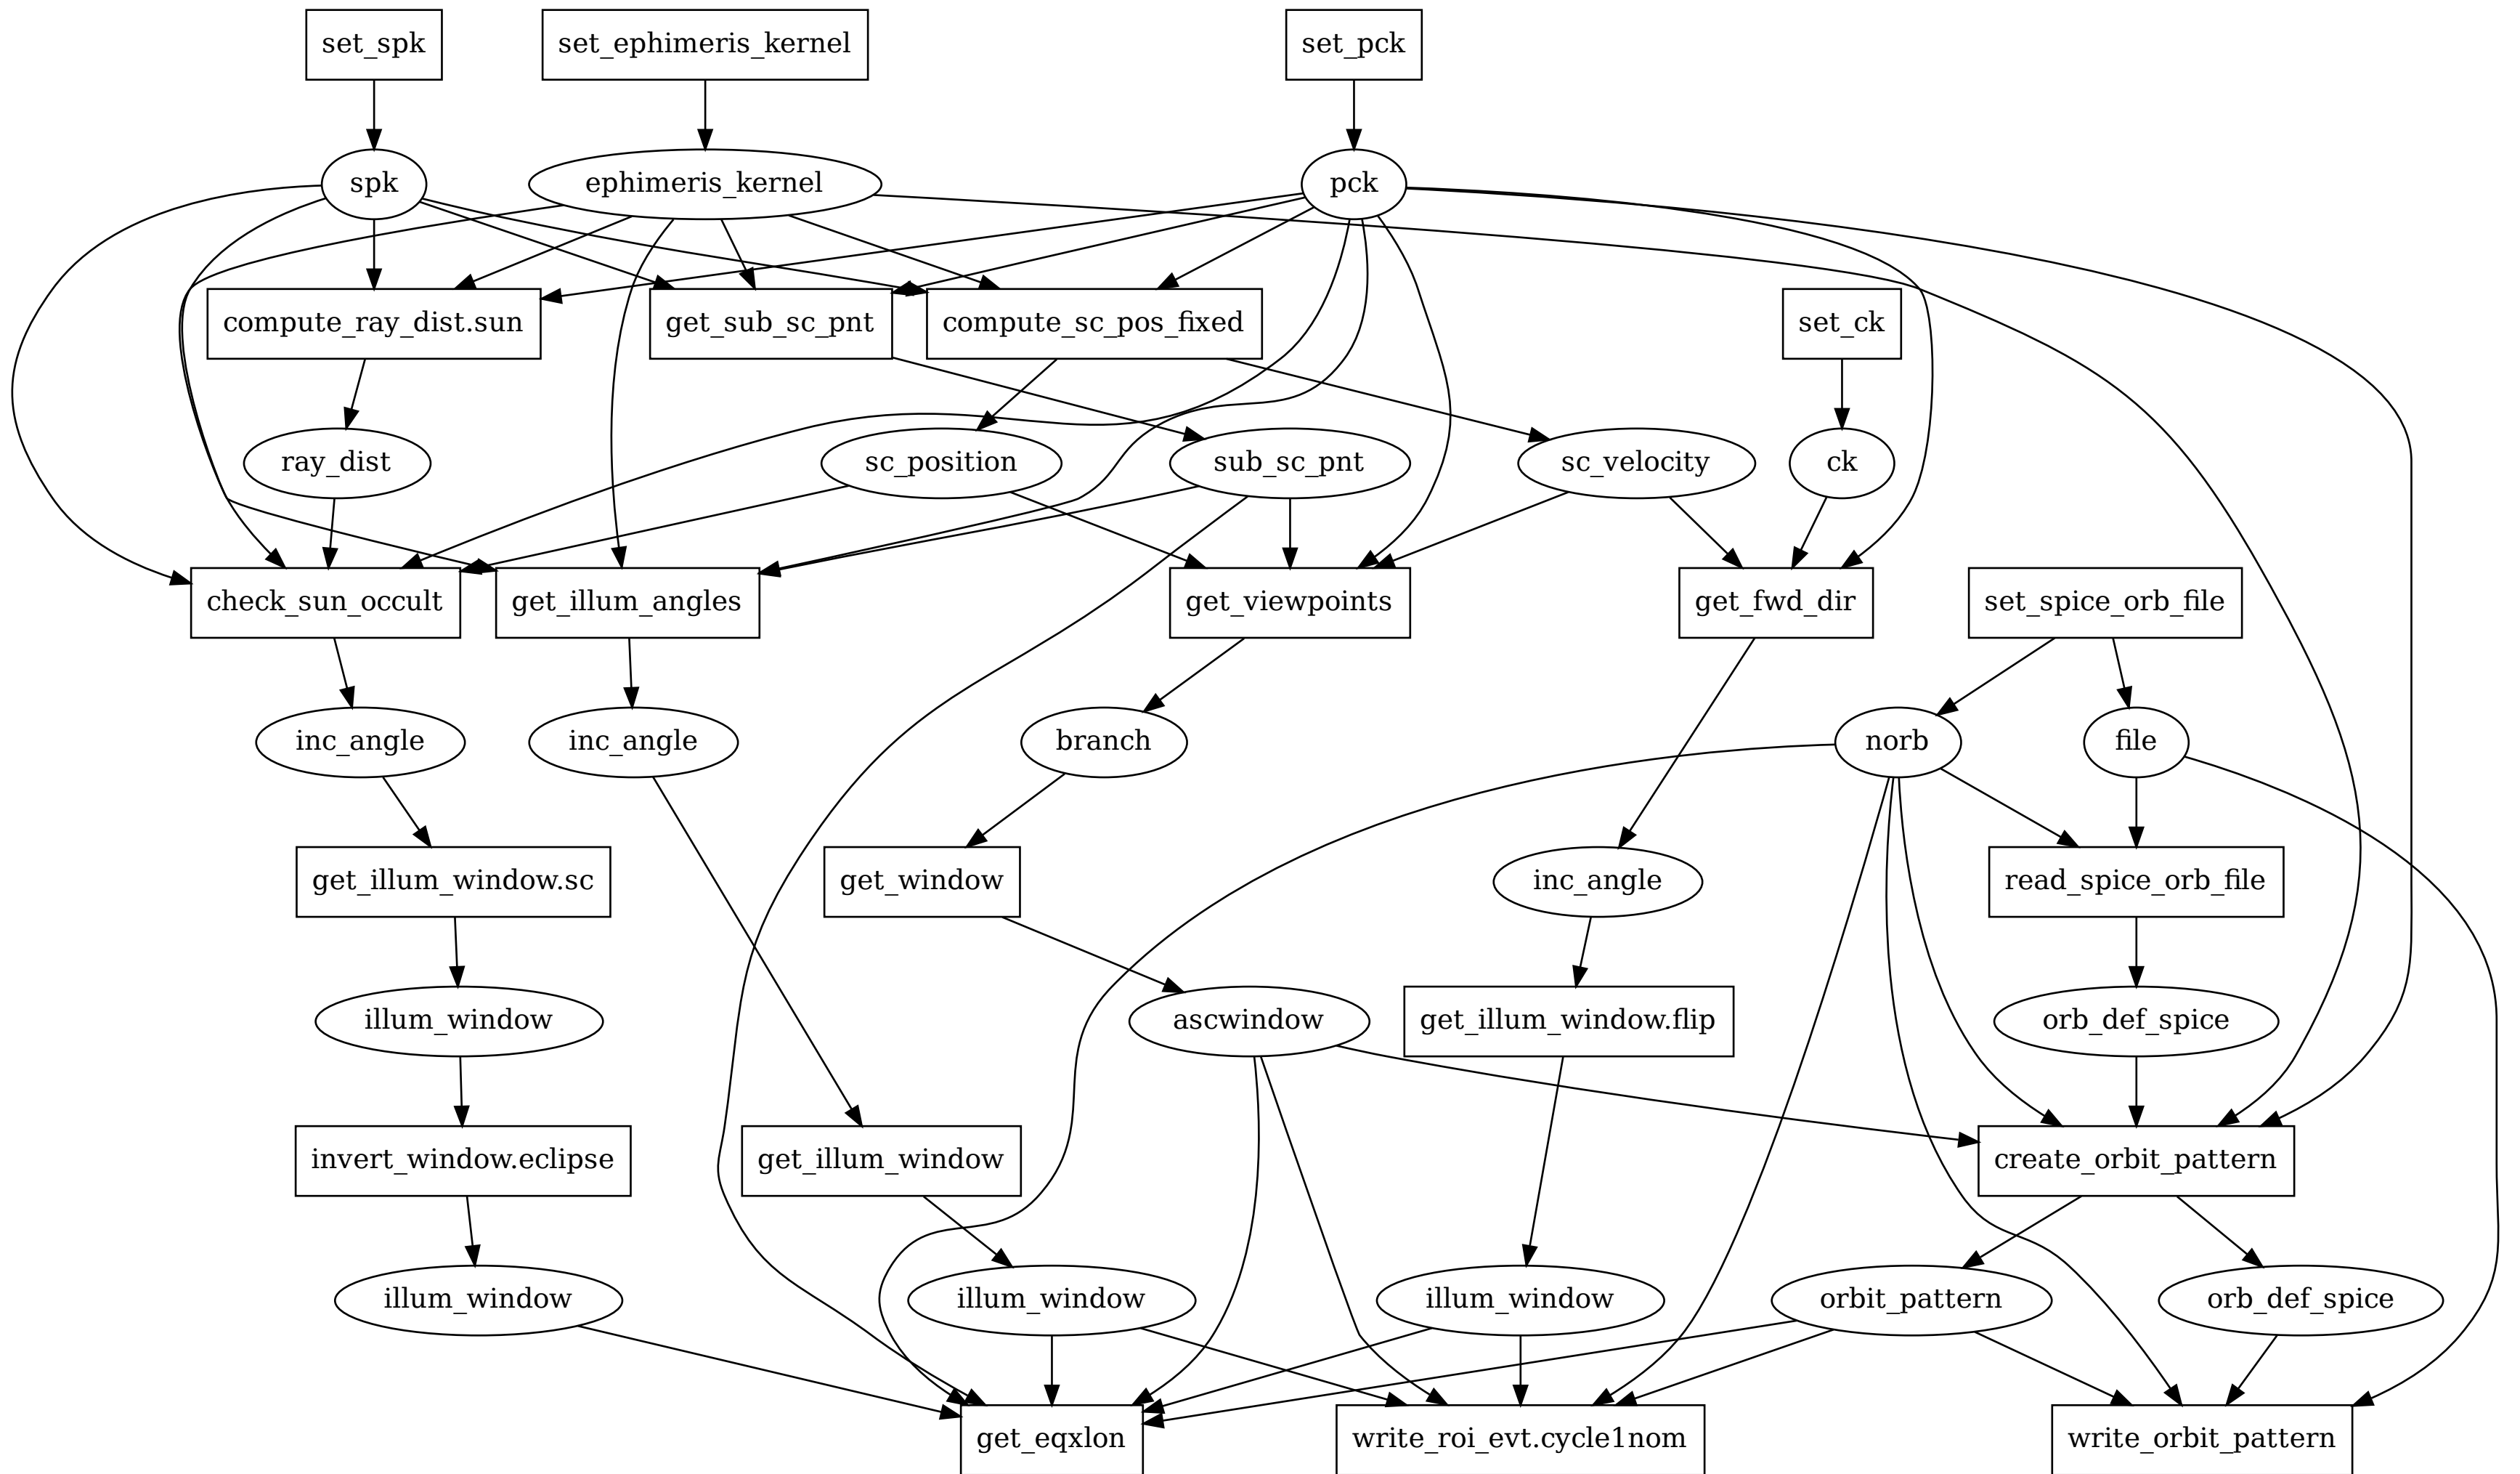 set_spk
set_ephimeris_kernel
set_pck
spk
ephimeris_kernel
pck
compute_ray_dist.sun
get_sub_sc_pnt
compute_sc_pos_fixed
set_ck
ray_dist
sc_position
sub_sc_pnt
sc_velocity
ck
check_sun_occult
get_illum_angles
get_viewpoints
get_fwd_dir
set_spice_orb_file
inc_angle
inc_angle
branch
norb
file
get_illum_window.sc
get_window
inc_angle
read_spice_orb_file
illum_window
ascwindow
get_illum_window.flip
orb_def_spice
invert_window.eclipse
get_illum_window
create_orbit_pattern
illum_window
illum_window
illum_window
orbit_pattern
orb_def_spice
get_eqxlon
write_roi_evt.cycle1nom
write_orbit_pattern